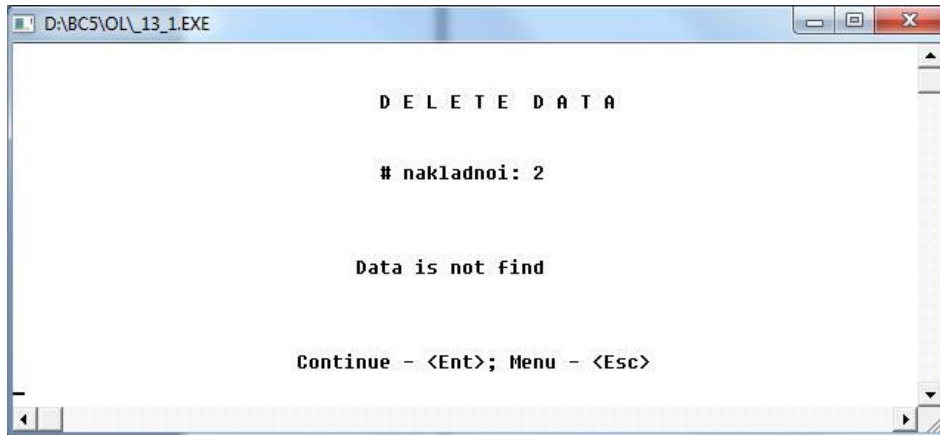 D:\BC5\OL\_13_1.EXE
D E L E T E D A T A
# nakladnoi: 2
Data is not find
Continue - <Ent>; Menu - <Esc>